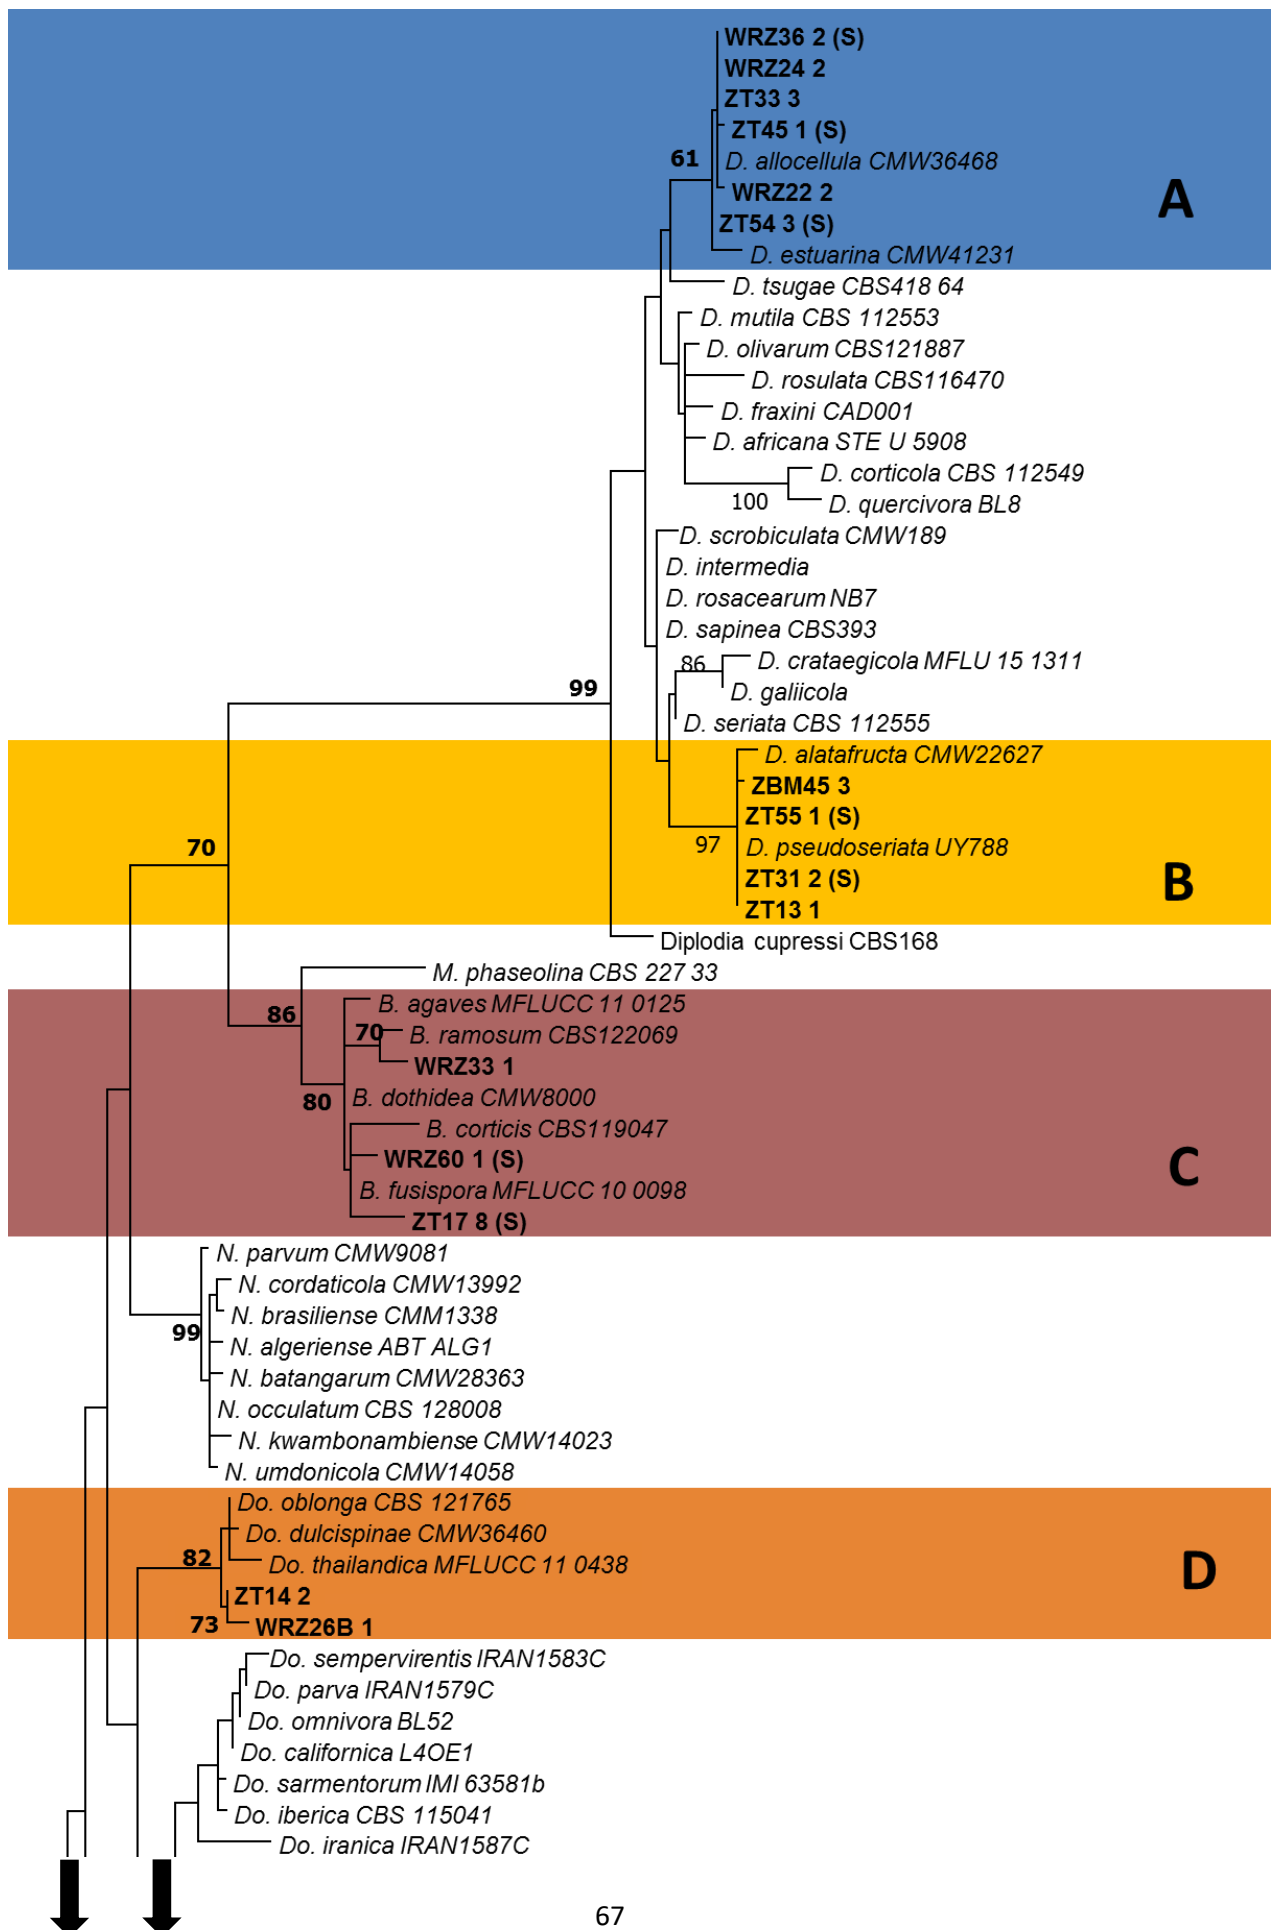 WRZ36 2 (S)
WRZ24 2
ZT33 3
ZT45 1 (S)
61
D. allocellula CMW36468
WRZ22 2
A
ZT54 3 (S)
D. estuarina CMW41231
D. tsugae CBS418 64
D. mutila CBS 112553
D. olivarum CBS121887
D. rosulata CBS116470
D. fraxini CAD001
D. africana STE U 5908
D. corticola CBS 112549
100
D. quercivora BL8
D. scrobiculata CMW189
D. intermedia
D. rosacearum NB7
D. sapinea CBS393
86
D. crataegicola MFLU 15 1311
99
D. galiicola
D. seriata CBS 112555
D. alatafructa CMW22627
ZBM45 3
ZT55 1 (S)
70
97
D. pseudoseriata UY788
ZT31 2 (S)
B
ZT13 1
Diplodia cupressi CBS168
M. phaseolina CBS 227 33
B. agaves MFLUCC 11 0125
86
70
B. ramosum CBS122069
WRZ33 1
80
B. dothidea CMW8000
B. corticis CBS119047
WRZ60 1 (S)
C
B. fusispora MFLUCC 10 0098
ZT17 8 (S)
N. parvum CMW9081
N. cordaticola CMW13992
N. brasiliense CMM1338
99
N. algeriense ABT ALG1
N. batangarum CMW28363
N. occulatum CBS 128008
N. kwambonambiense CMW14023
N. umdonicola CMW14058
Do. oblonga CBS 121765
Do. dulcispinae CMW36460
82
Do. thailandica MFLUCC 11 0438
D
ZT14 2
73
WRZ26B 1
Do. sempervirentis IRAN1583C
Do. parva IRAN1579C
Do. omnivora BL52
Do. californica L4OE1
Do. sarmentorum IMI 63581b
Do. iberica CBS 115041
Do. iranica IRAN1587C
67